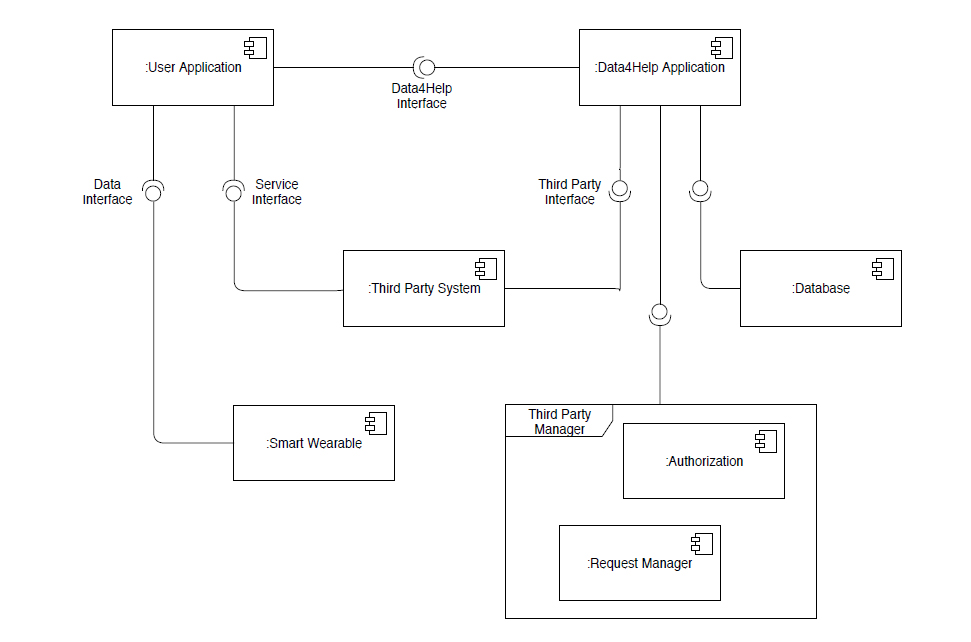 :User Application
:Data4Help Application
Data4Help
Interface
Data
Interface
Service
Interface
Third Party
Interface
:Third Party System
:Database
Third Party
Manager
:Smart Wearable
:Authorization
:Request Manager